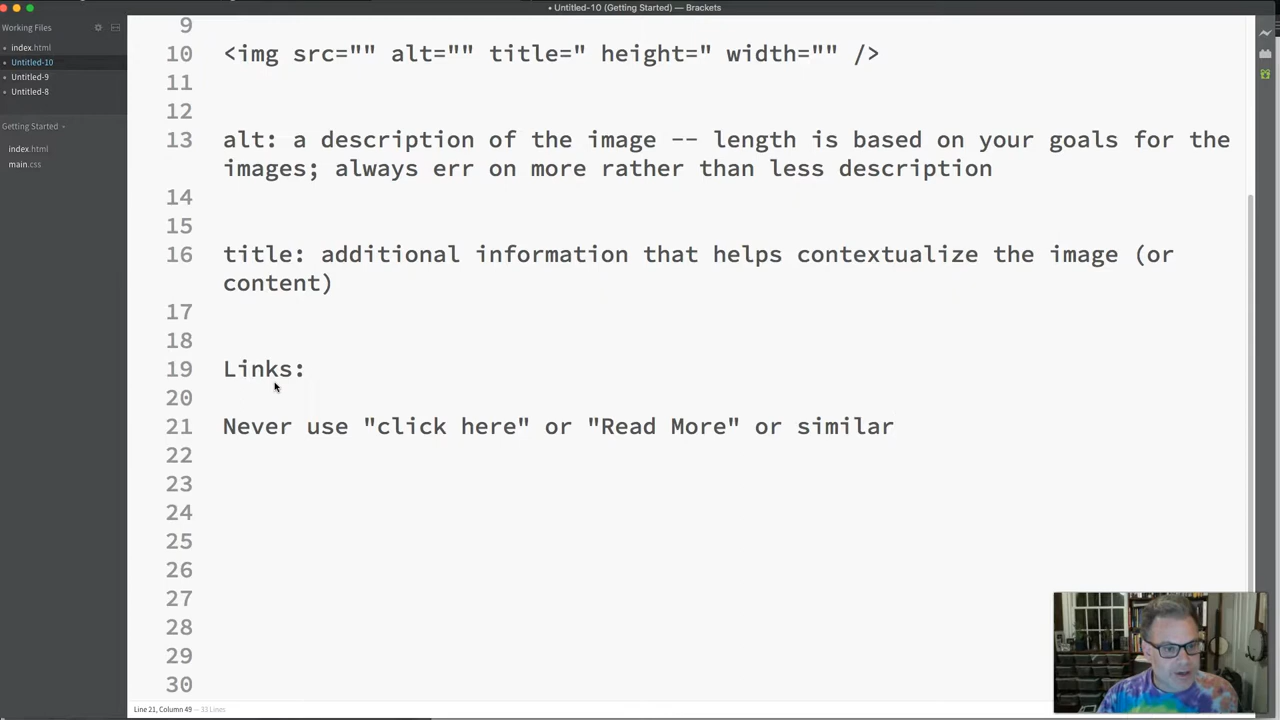 • Untitled-10 (Getting Started) — Brackets
Working Files
• index.html
• Untitled-10
• Untitled-9
• Untitled-8
Getting Started
index.html
main.css
9
10 <img src="" alt="" title=" height=" width="" />
11
12
13 alt: a description of the image -- length is based on your goals for the
images; always err on more rather than less description
14
15
16 title: additional information that helps contextualize the image (or
content)
17
18
19 Links:
20
21 Never use "click here" or "Read More" or similar
22
23
24
25
26
27
28
29
30
Line 21, Column 49 — 33 Lines